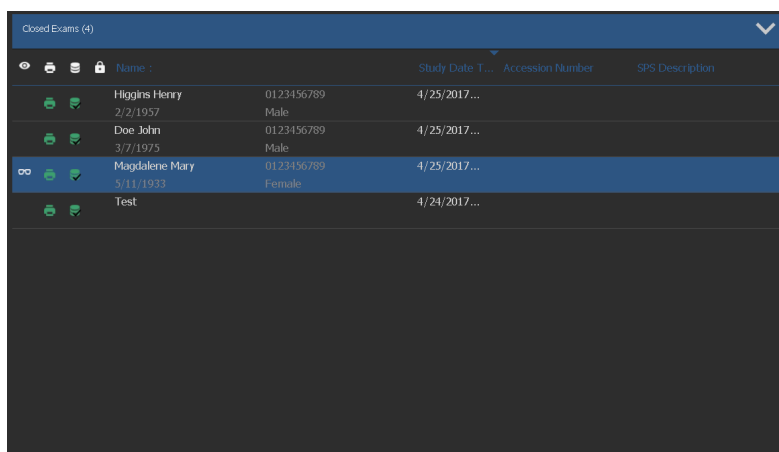 Closed Exams (4)
Name : Study Date T... Accession Number SPS Description
Higgins Henry 0123456789 4/25/2017...
2/2/1957 Male
Doe John 0123456789 4/25/2017...
3/7/1975 Male
Magdalene Mary 0123456789 4/25/2017...
5/11/1933 Female
Test 4/24/2017...